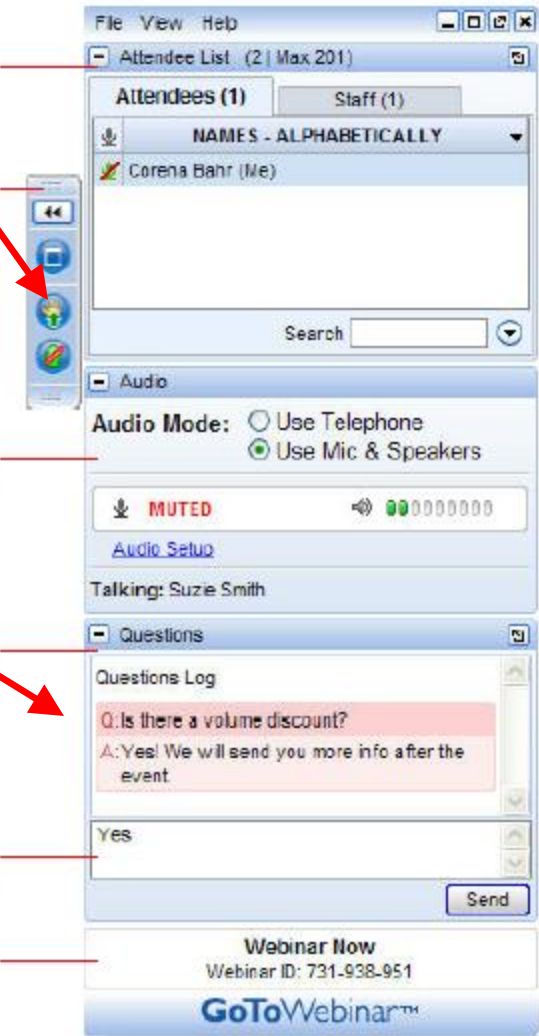 File View Help
Attendee List (2 | Max 201)
Attendees (1) Staff (1)
NAMES - ALPHABETICALLY
Corena Bahr (Me)
Search
Audio
Audio Mode: Use Telephone
Use Mic & Speakers
MUTED
Audio Setup
Talking: Suzie Smith
Questions
Questions Log
Q: Is there a volume discount?
A: Yes! We will send you more info after the
event.
Yes
Send
Webinar Now
Webinar ID: 731-938-951
GoToWebinar™